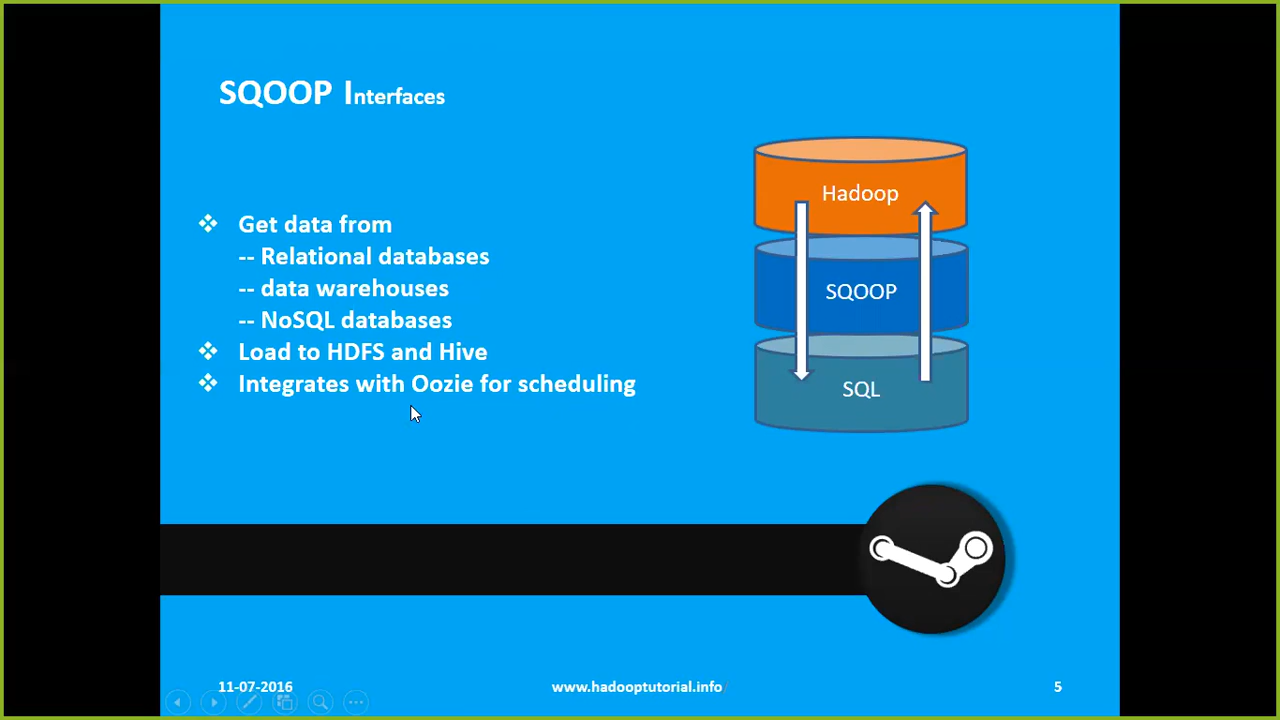 SQOOP Interfaces
Get data from
-- Relational databases
-- data warehouses
-- NoSQL databases
Load to HDFS and Hive
Integrates with Oozie for scheduling
Hadoop
SQOOP
SQL
11-07-2016
www.hadooptutorial.info
5